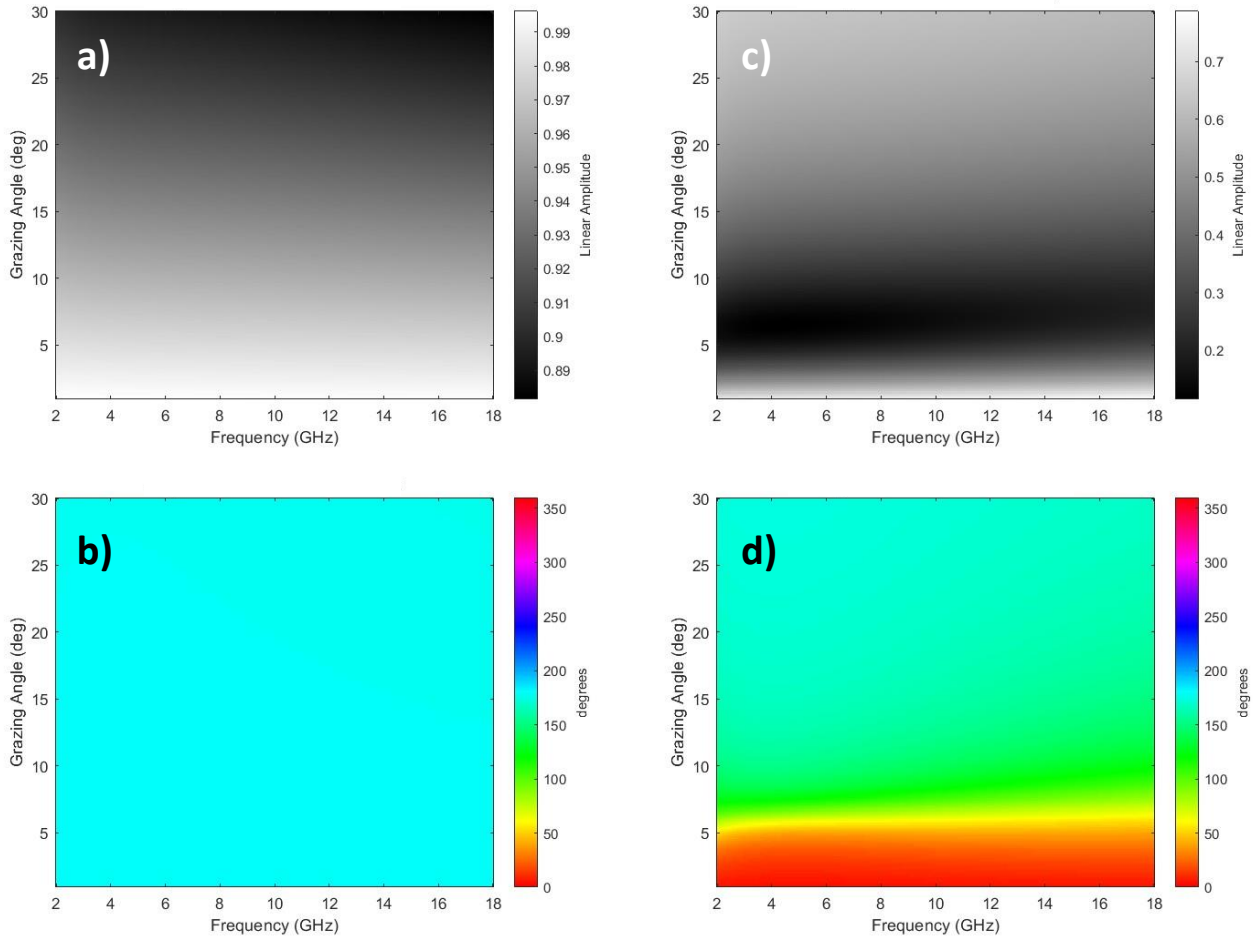 a)
30
25
20
15
10
5
Grazing Angle (deg)
2 4 6 8 10 12 14 16 18
Frequency (GHz)
0.99
0.98
0.97
0.96
0.95
0.94
0.93
0.92
0.91
0.9
0.89
Linear Amplitude
c)
30
25
20
15
10
5
Grazing Angle (deg)
2 4 6 8 10 12 14 16 18
Frequency (GHz)
0.7
0.6
0.5
0.4
0.3
0.2
Linear Amplitude
b)
30
25
20
15
10
5
Grazing Angle (deg)
2 4 6 8 10 12 14 16 18
Frequency (GHz)
350
300
250
200
150
100
50
0
degrees
d)
30
25
20
15
10
5
Grazing Angle (deg)
2 4 6 8 10 12 14 16 18
Frequency (GHz)
350
300
250
200
150
100
50
0
degrees